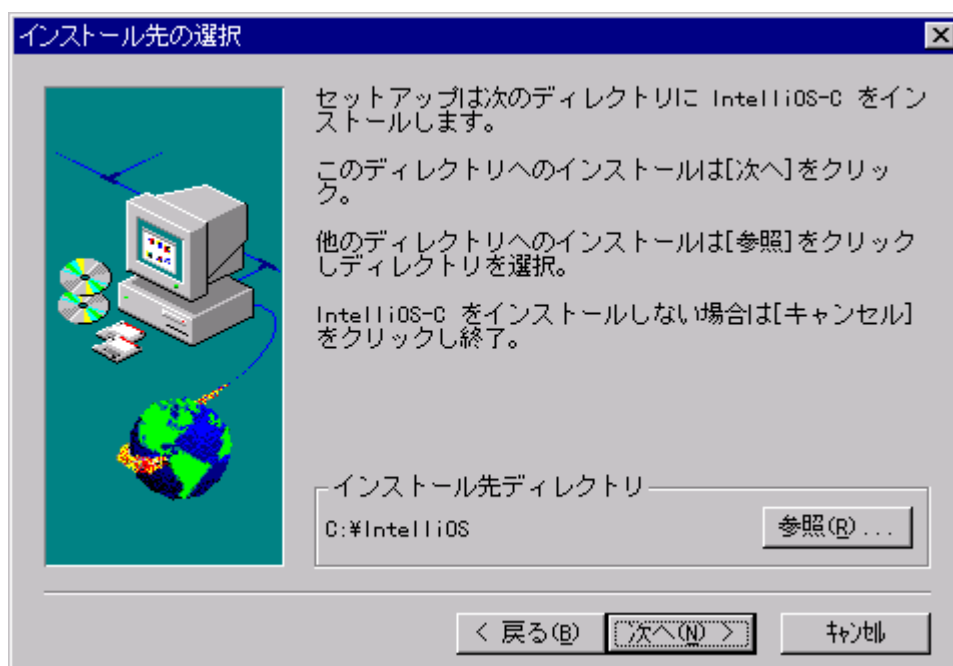 インストール先の選択
セットアップは次のディレクトリに IntelliOS-C をイン
ストールします。
このディレクトリへのインストールは[次へ]をクリッ
ク。
他のディレクトリへのインストールは[参照]をクリック
しディレクトリを選択。
IntelliOS-C をインストールしない場合は[キャンセル]
をクリックし終了。
インストール先ディレクトリ
C:¥IntelliOS
参照(R)...
< 戻る(B)
次へ(N) >
ｷｬﾝｾﾙ